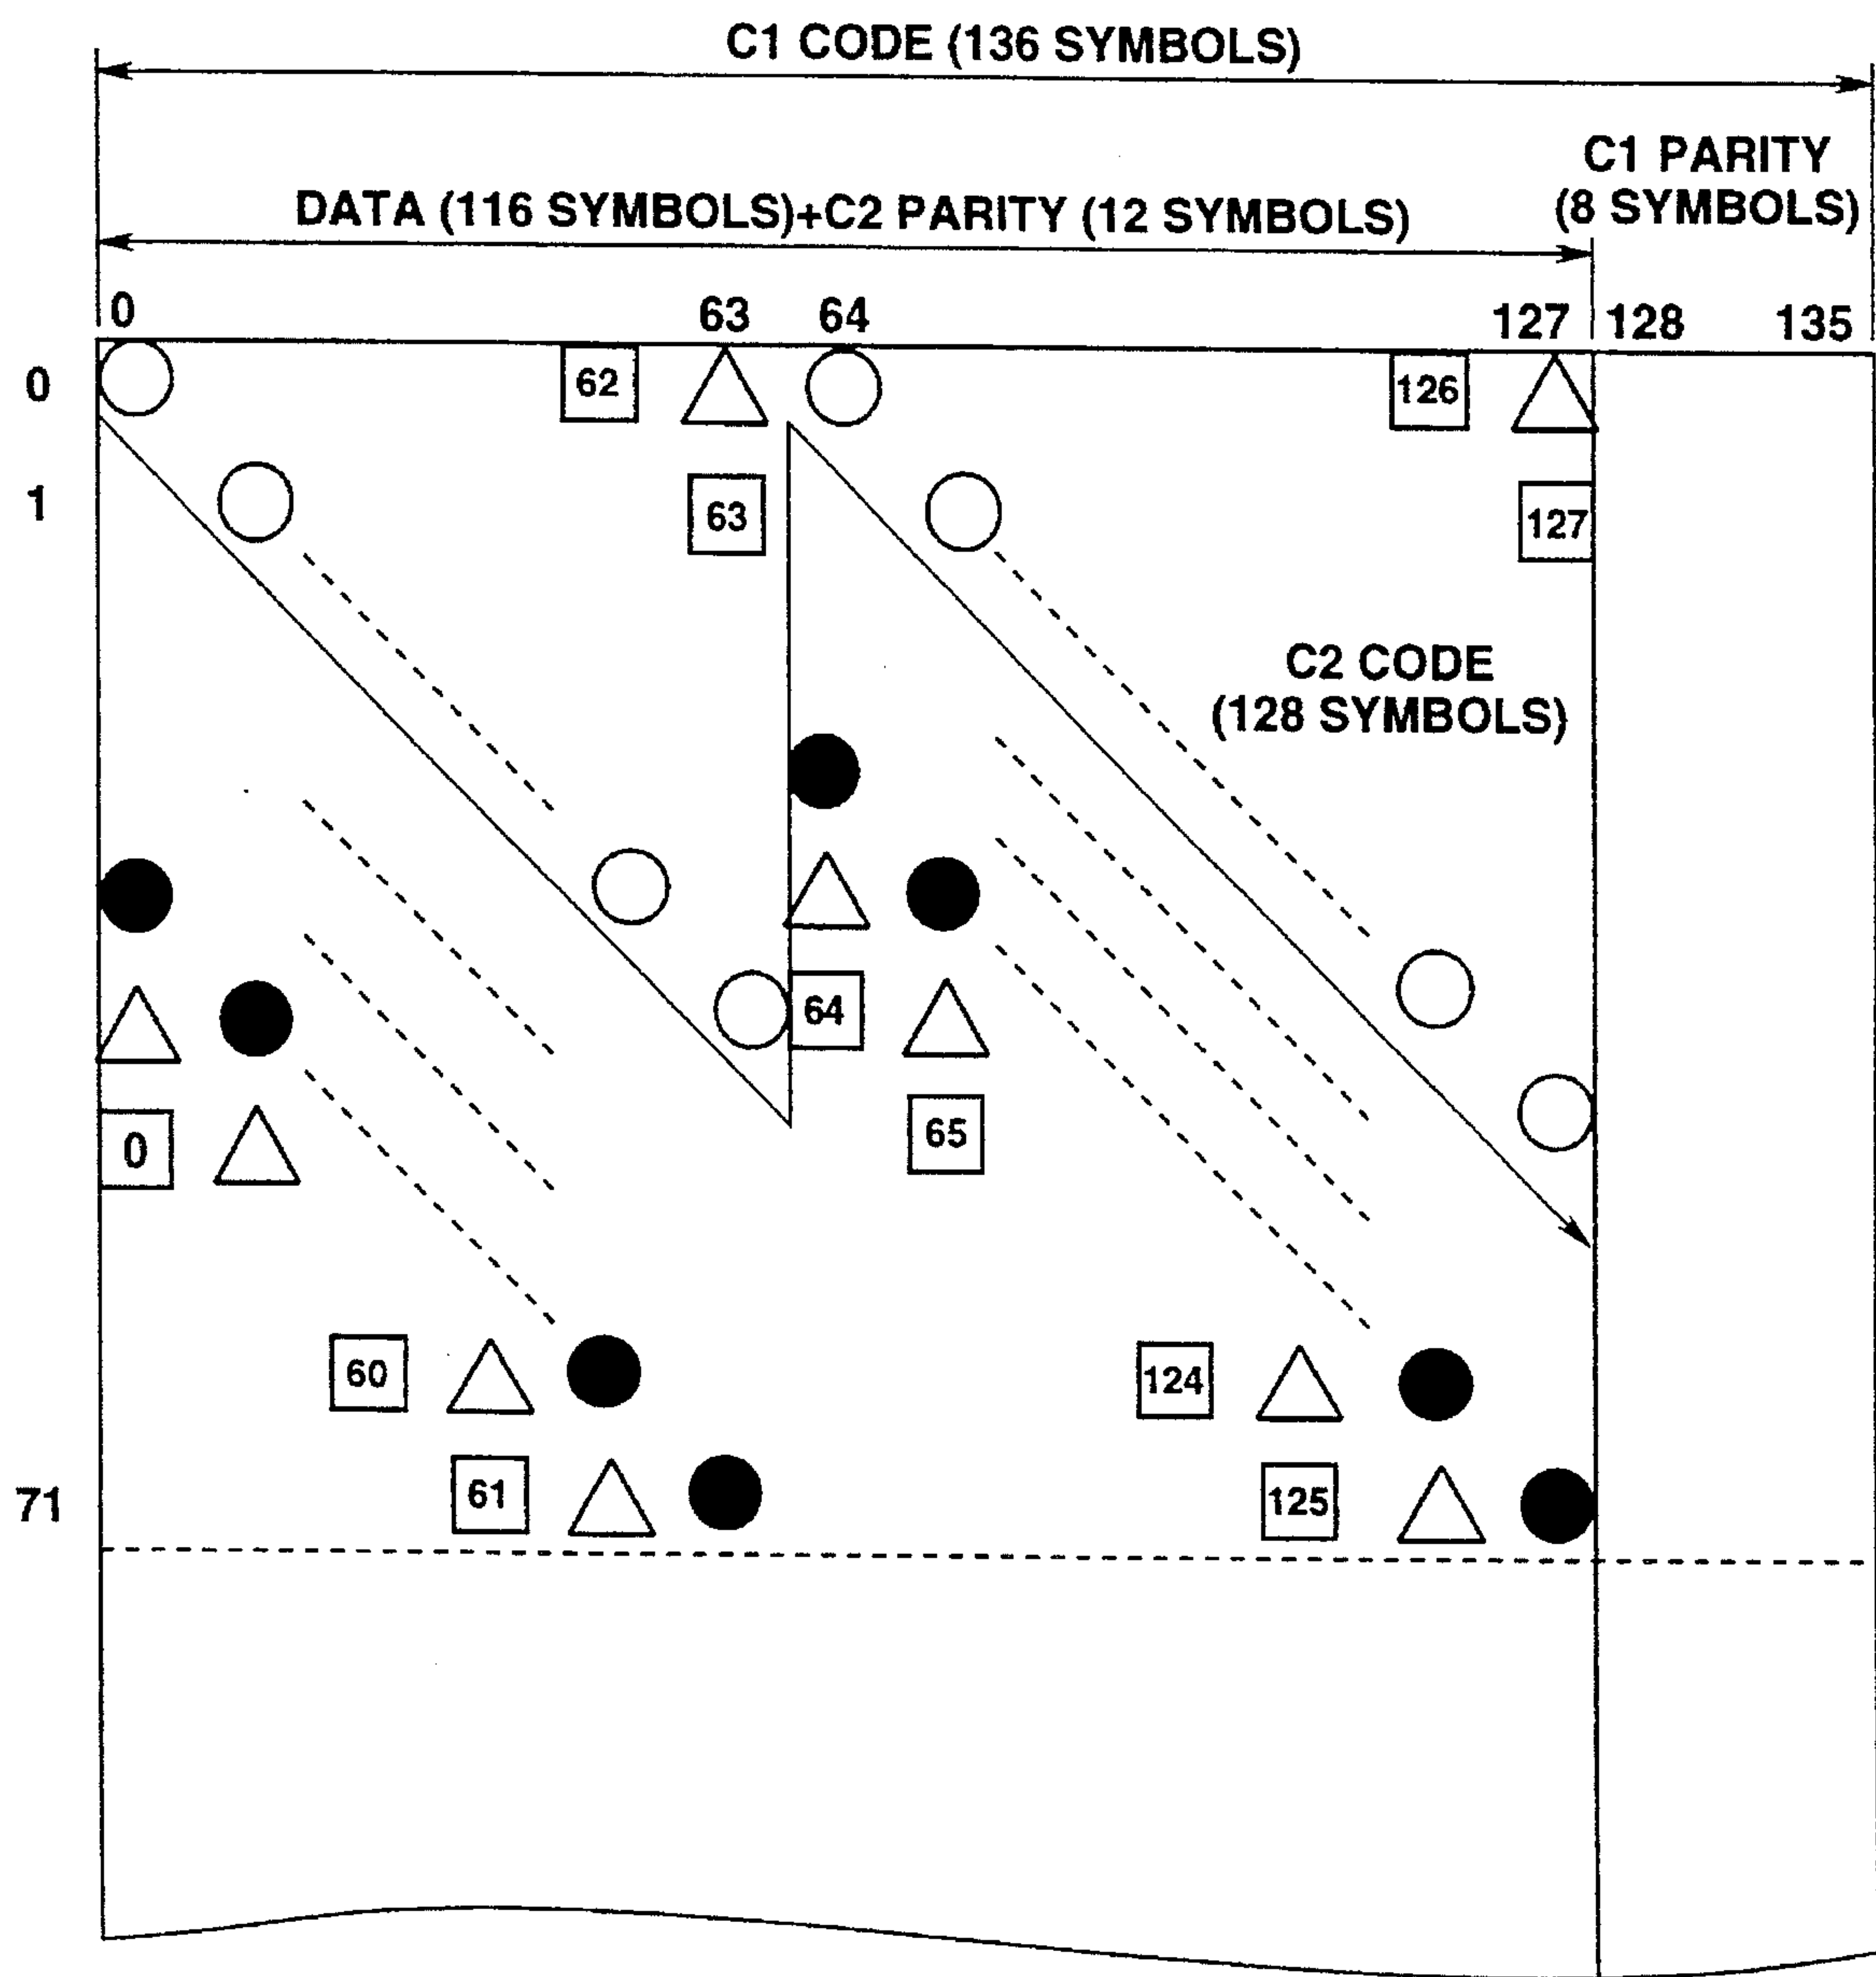 C1 CODE (136 SYMBOLS)
C1 PARITY
(8 SYMBOLS)
DATA (116 SYMBOLS)+C2 PARITY (12 SYMBOLS)
0 63 64 127 128 135
0 62 126
1 63 127
C2 CODE
(128 SYMBOLS)
64
0 65
60 124
71 61 125